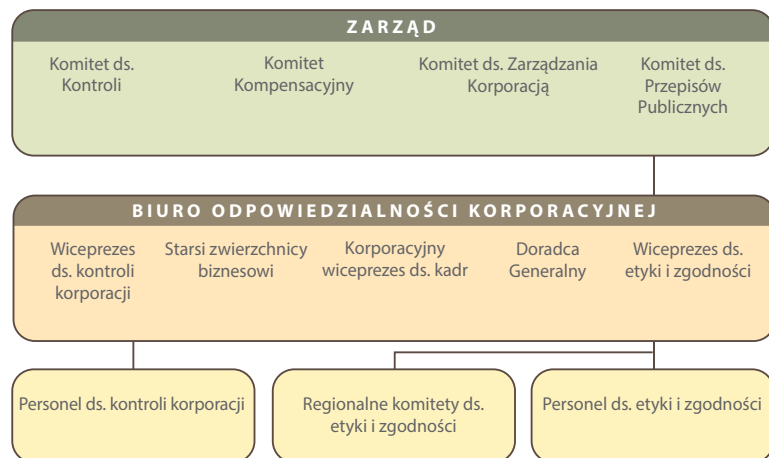 ZARZĄD
Komitet ds.
Kontroli
Komitet
Kompensacyjny
Komitet ds. Zarządzania
Korporacją
Komitet ds.
Przepisów
Publicznych
BIURO ODPOWIEDZIALNOŚCI KORPORACYJNEJ
Wiceprezes
ds. kontroli
korporacji
Starsi zwierzchnicy
biznesowi
Korporacyjny
wiceprezes ds. kadr
Doradca
Generalny
Wiceprezes ds.
etyki i zgodności
Personel ds. kontroli korporacji
Regionalne komitety ds.
etyki i zgodności
Personel ds. etyki i zgodności